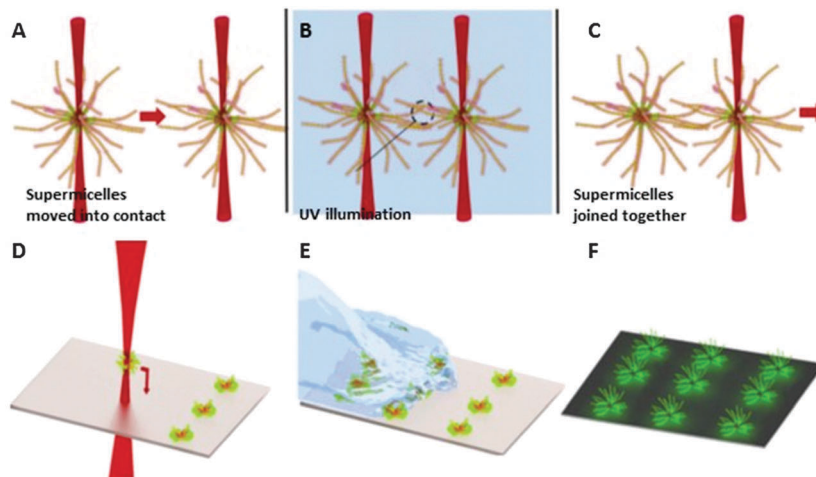 A
B
C
Supermicelles
moved into contact
UV illumination
Supermicelles
joined together
D
E
F